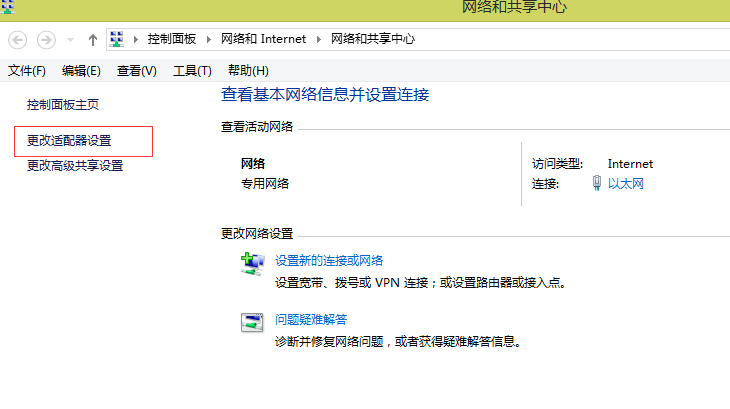 网络和共享中心
控制面板 网络和 Internet 网络和共享中心
文件(F) 编辑(E) 查看(V) 工具(T) 帮助(H)
控制面板主页
更改适配器设置
更改高级共享设置
查看基本网络信息并设置连接
查看活动网络
网络
专用网络
访问类型: Internet
连接: 以太网
更改网络设置
设置新的连接或网络
设置宽带、拨号或 VPN 连接；或设置路由器或接入点。
问题疑难解答
诊断并修复网络问题，或者获得疑难解答信息。